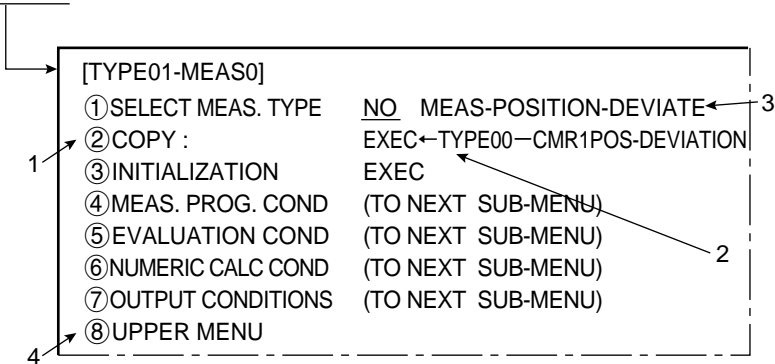 [TYPE01-MEAS0]
①SELECT MEAS. TYPE NO MEAS-POSITION-DEVIATE 3
②COPY : EXEC←TYPE00－CMR1POS-DEVIATION
1
③INITIALIZATION EXEC
④MEAS. PROG. COND (TO NEXT SUB-MENU)
⑤EVALUATION COND (TO NEXT SUB-MENU)
2
⑥NUMERIC CALC COND (TO NEXT SUB-MENU)
⑦OUTPUT CONDITIONS (TO NEXT SUB-MENU)
⑧UPPER MENU
4